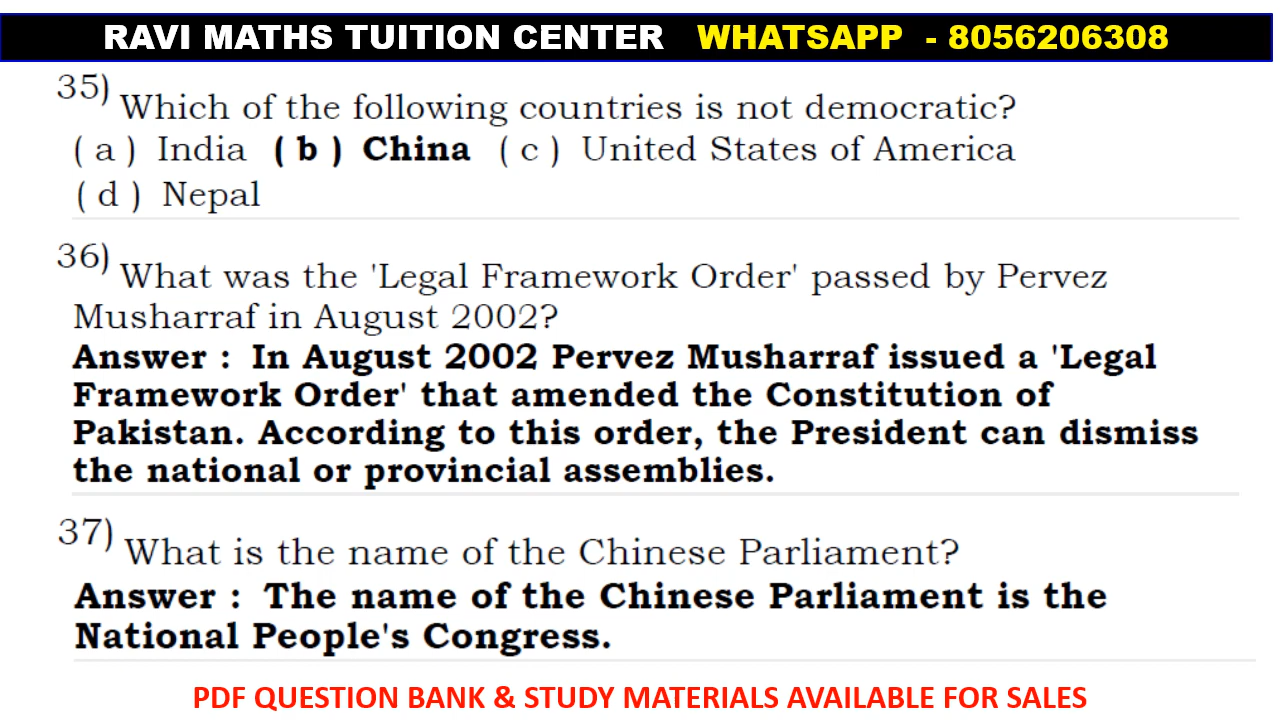 RAVI MATHS TUITION CENTER WHATSAPP - 8056206308
35) Which of the following countries is not democratic?
( a ) India ( b ) China ( c ) United States of America
( d ) Nepal
36) What was the 'Legal Framework Order' passed by Pervez
Musharraf in August 2002?
Answer : In August 2002 Pervez Musharraf issued a 'Legal
Framework Order' that amended the Constitution of
Pakistan. According to this order, the President can dismiss
the national or provincial assemblies.
37) What is the name of the Chinese Parliament?
Answer : The name of the Chinese Parliament is the
National People's Congress.
PDF QUESTION BANK & STUDY MATERIALS AVAILABLE FOR SALES